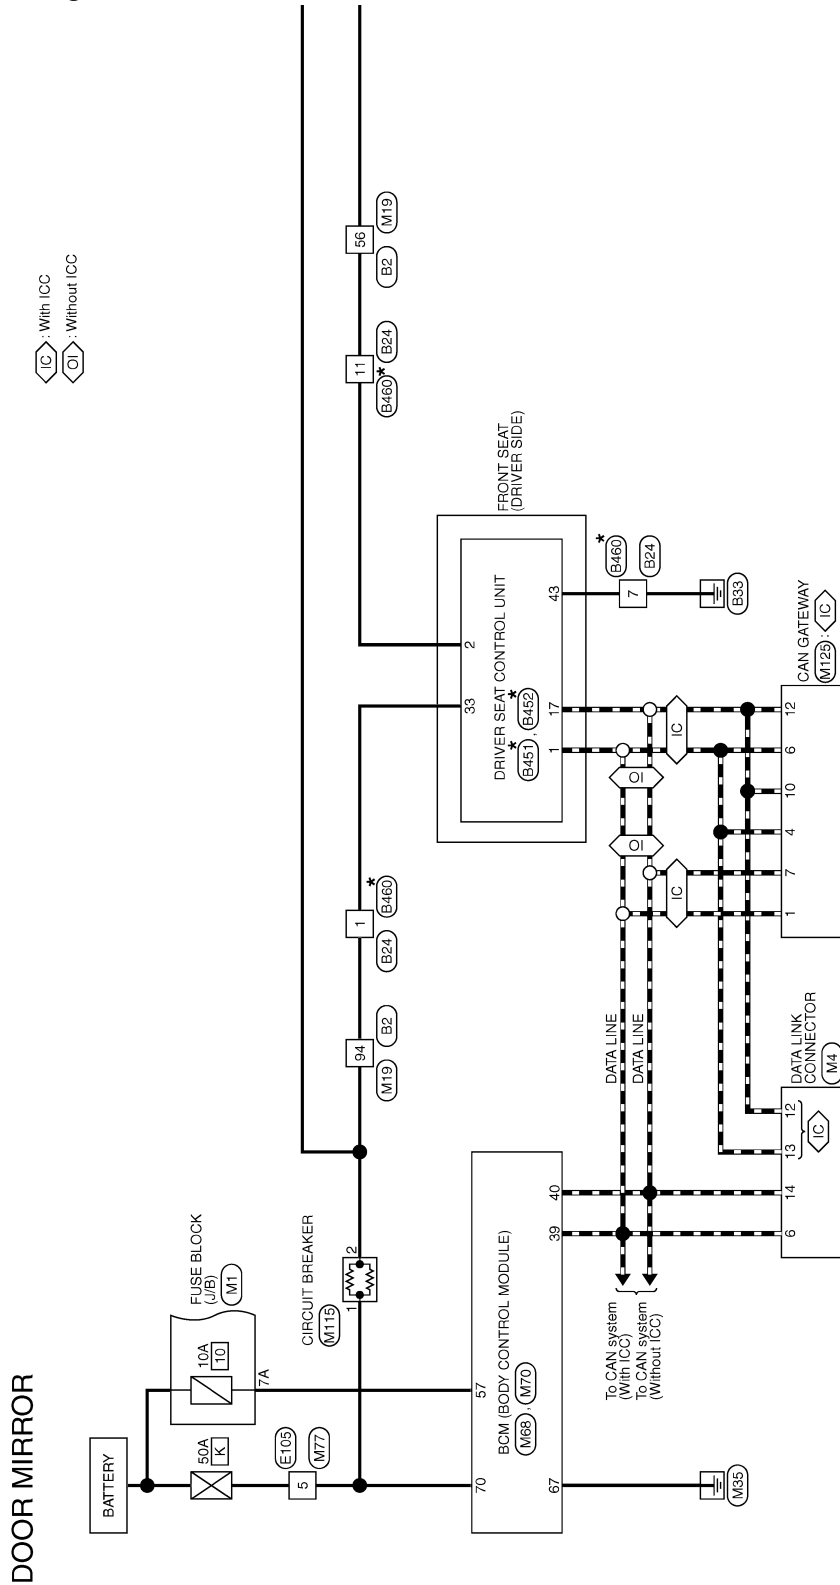 DOOR MIRROR
IC : With ICC
OI : Without ICC
BATTERY
50A
K
10A
10
FUSE BLOCK
(J/B)
M1
7A
5
E105
M77
CIRCUIT BREAKER
M115
1
2
94
M19
B2
1
B24
B460
*
11
B460
*
B24
56
B2
M19
70
57
BCM (BODY CONTROL MODULE)
M68 , M70
67
39
40
M35
33
2
DRIVER SEAT CONTROL UNIT
* *
B451 , B452
1
17
43
FRONT SEAT
(DRIVER SIDE)
7
*
B460
B24
B33
To CAN system
(With ICC)
To CAN system
(Without ICC)
DATA LINE
DATA LINE
OI
OI
IC
IC
6
14
13
12
IC
DATA LINK
CONNECTOR
M4
1
7
4
10
6
12
CAN GATEWAY
M125 : IC